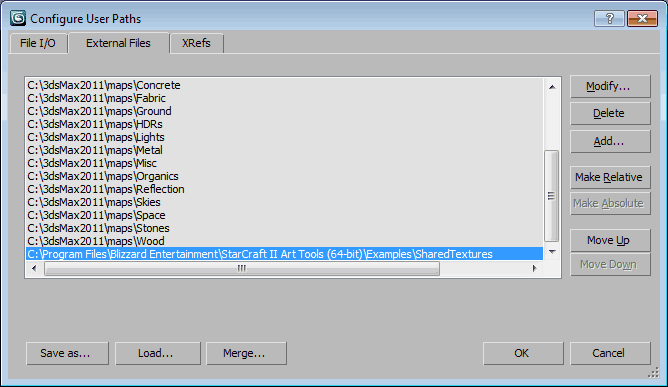 Configure User Paths
File I/O External Files XRefs
C:\3dsMax2011\maps\Concrete
C:\3dsMax2011\maps\Fabric
C:\3dsMax2011\maps\Ground
C:\3dsMax2011\maps\HDRs
C:\3dsMax2011\maps\Lights
C:\3dsMax2011\maps\Metal
C:\3dsMax2011\maps\Misc
C:\3dsMax2011\maps\Organics
C:\3dsMax2011\maps\Reflection
C:\3dsMax2011\maps\Skies
C:\3dsMax2011\maps\Space
C:\3dsMax2011\maps\Stones
C:\3dsMax2011\maps\Wood
C:\Program Files\Blizzard Entertainment\StarCraft II Art Tools (64-bit)\Examples\SharedTextures
Modify...
Delete
Add...
Make Relative
Make Absolute
Move Up
Move Down
Save as... Load... Merge... OK Cancel